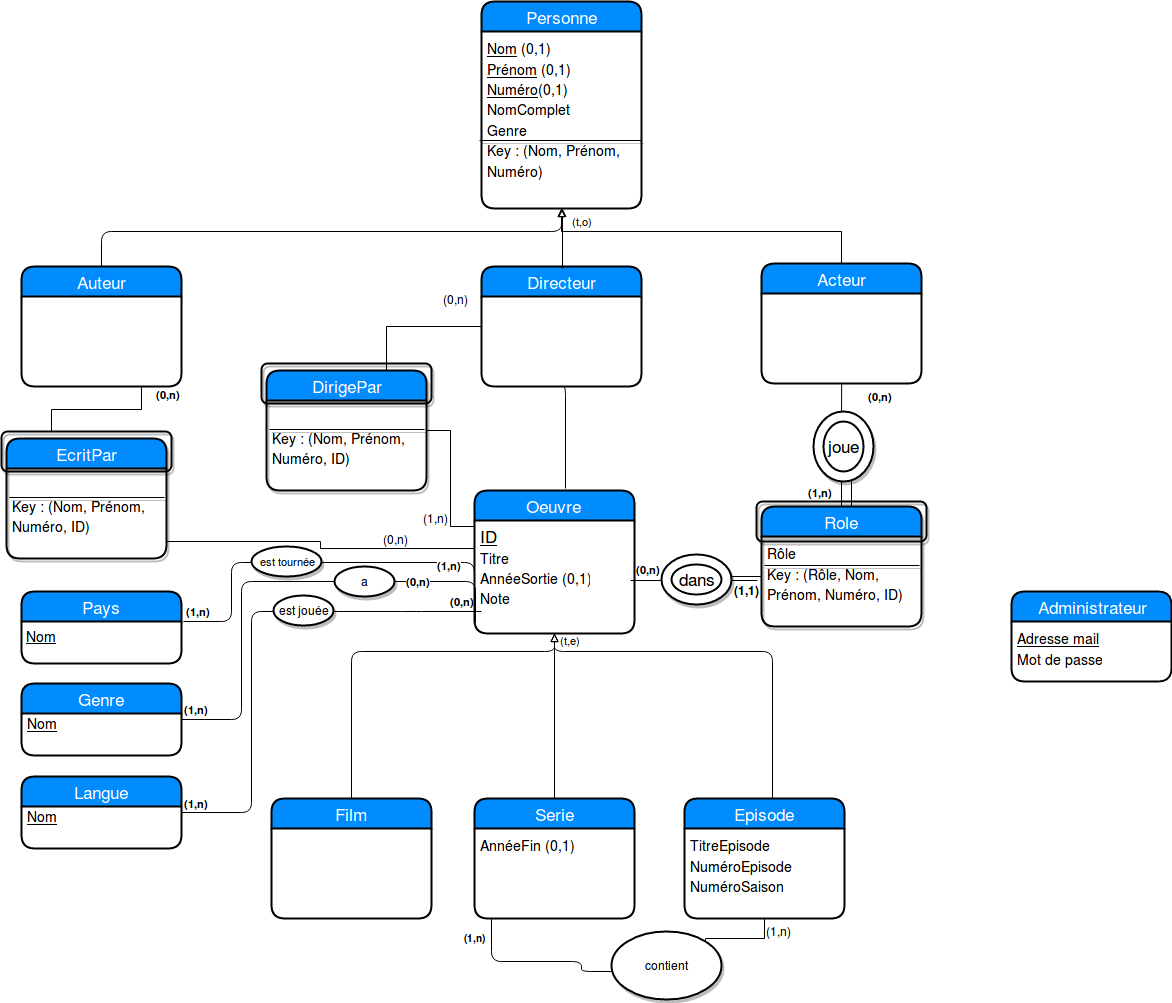 Personne
Nom (0,1)
Prénom (0,1)
Numéro(0,1)
NomComplet
Genre
Key : (Nom, Prénom,
Numéro)
(t,o)
Auteur
Directeur
Acteur
(0,n)
(0,n)
(0,n)
DirigePar
Key : (Nom, Prénom,
Numéro, ID)
joue
EcritPar
Key : (Nom, Prénom,
Numéro, ID)
(1,n)
(1,n)
(0,n)
Oeuvre
ID
Titre
AnnéeSortie (0,1)
Note
Role
Rôle
Key : (Rôle, Nom,
Prénom, Numéro, ID)
(0,n)
dans
(1,1)
est tournée
(1,n)
a
(0,n)
est jouée
(0,n)
Pays
Nom
(1,n)
Genre
Nom
(1,n)
Langue
Nom
(1,n)
Administrateur
Adresse mail
Mot de passe
(t,e)
Film
Serie
AnnéeFin (0,1)
Episode
TitreEpisode
NuméroEpisode
NuméroSaison
(1,n)
(1,n)
contient